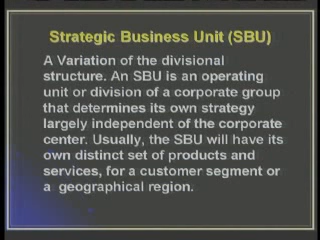 Strategic Business Unit (SBU)
A Variation of the divisional
structure. An SBU is an operating
unit or division of a corporate group
that determines its own strategy
largely independent of the corporate
center. Usually, the SBU will have its
own distinct set of products and
services, for a customer segment or
a geographical region.